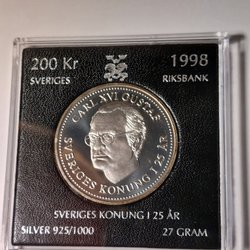 200 Kr 1998
SVERIGES RIKSBANK
CARL XVI GUSTAF
SVERIGES KONUNG I 25 ÅR
SVERIGES KONUNG I 25 ÅR
SILVER 925/1000 27 GRAM